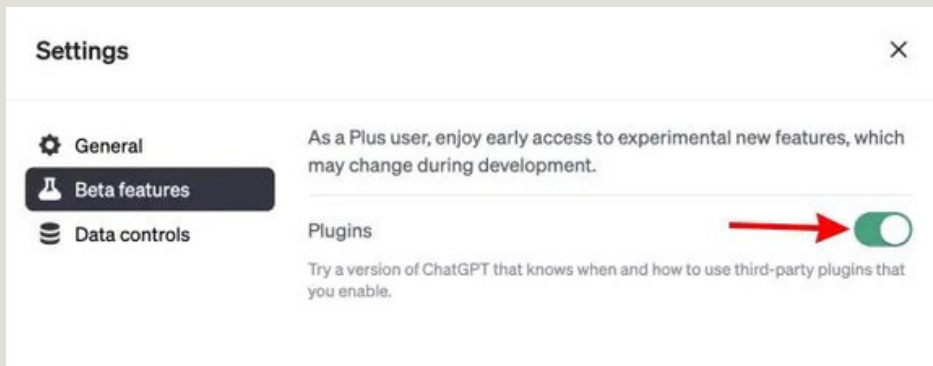 Settings
General
Beta features
Data controls
As a Plus user, enjoy early access to experimental new features, which
may change during development.
Plugins
Try a version of ChatGPT that knows when and how to use third-party plugins that
you enable.